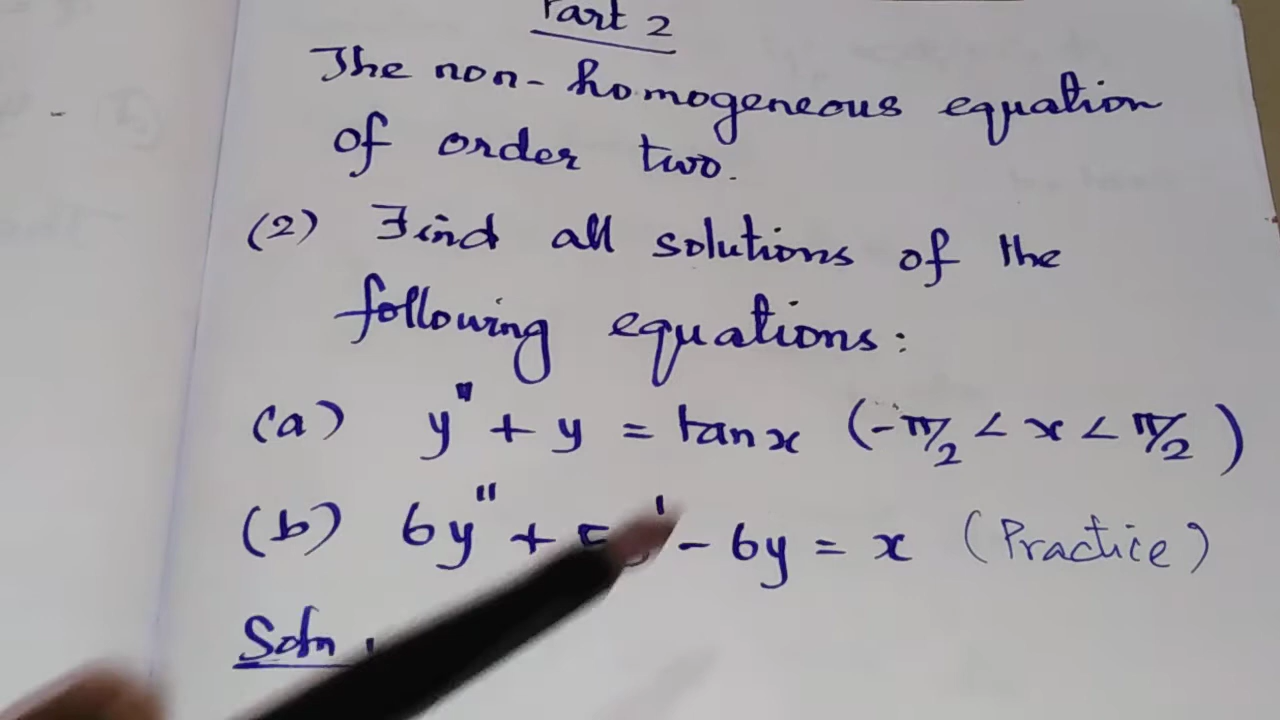 Part 2
The non-homogeneous equation
of order two.
(2) Find all solutions of the
following equations:
(a) y" + y = tan x (-π/2 < x < π/2)
(b) 6y" + 5 ' - 6y = x (Practice)
Soln